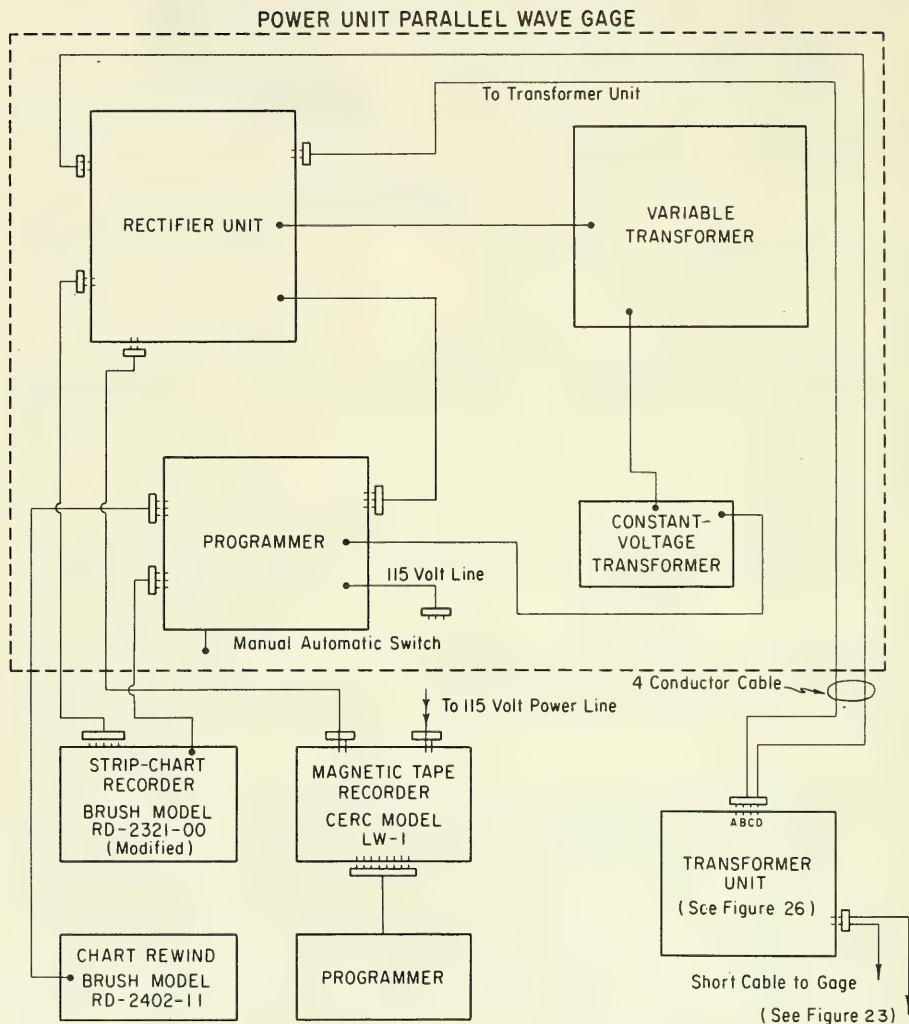 POWER UNIT PARALLEL WAVE GAGE
To Transformer Unit
RECTIFIER UNIT
VARIABLE
TRANSFORMER
PROGRAMMER
CONSTANT-
VOLTAGE
TRANSFORMER
115 Volt Line
Manual Automatic Switch
4 Conductor Cable
To 115 Volt Power Line
STRIP-CHART
RECORDER
BRUSH MODEL
RD-2321-00
(Modified)
MAGNETIC TAPE
RECORDER
CERC MODEL
LW-1
ABCD
TRANSFORMER
UNIT
(See Figure 26)
CHART REWIND
BRUSH MODEL
RD-2402-11
PROGRAMMER
Short Cable to Gage
(See Figure 23)